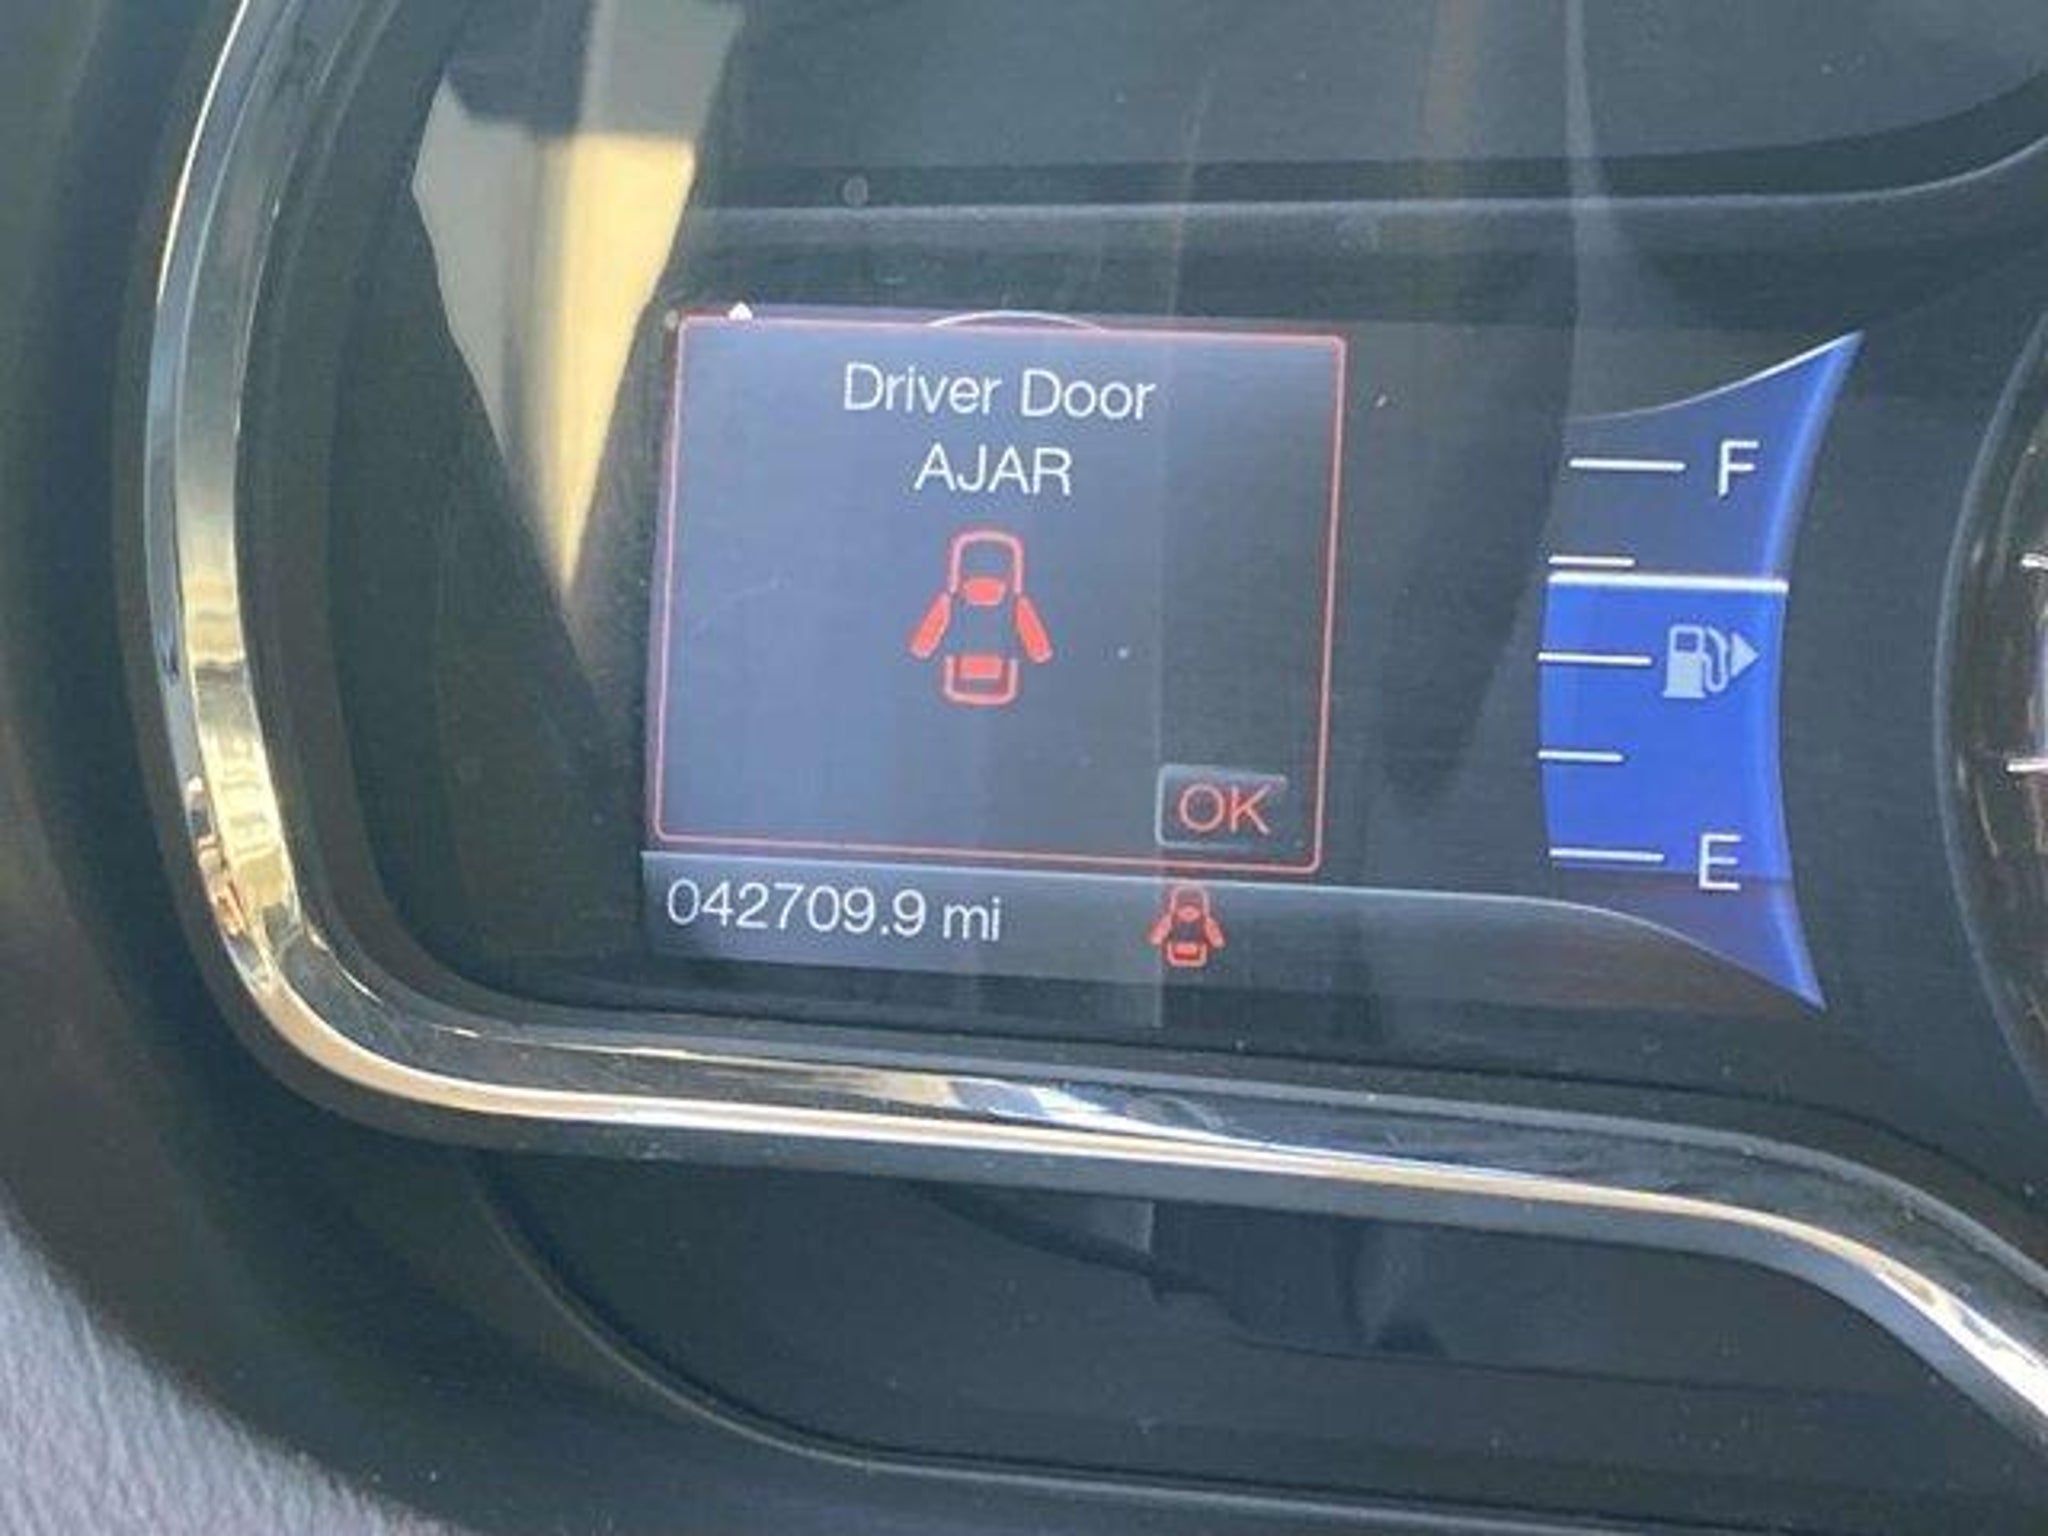 Driver Door
AJAR
OK
042709.9 mi
F
E